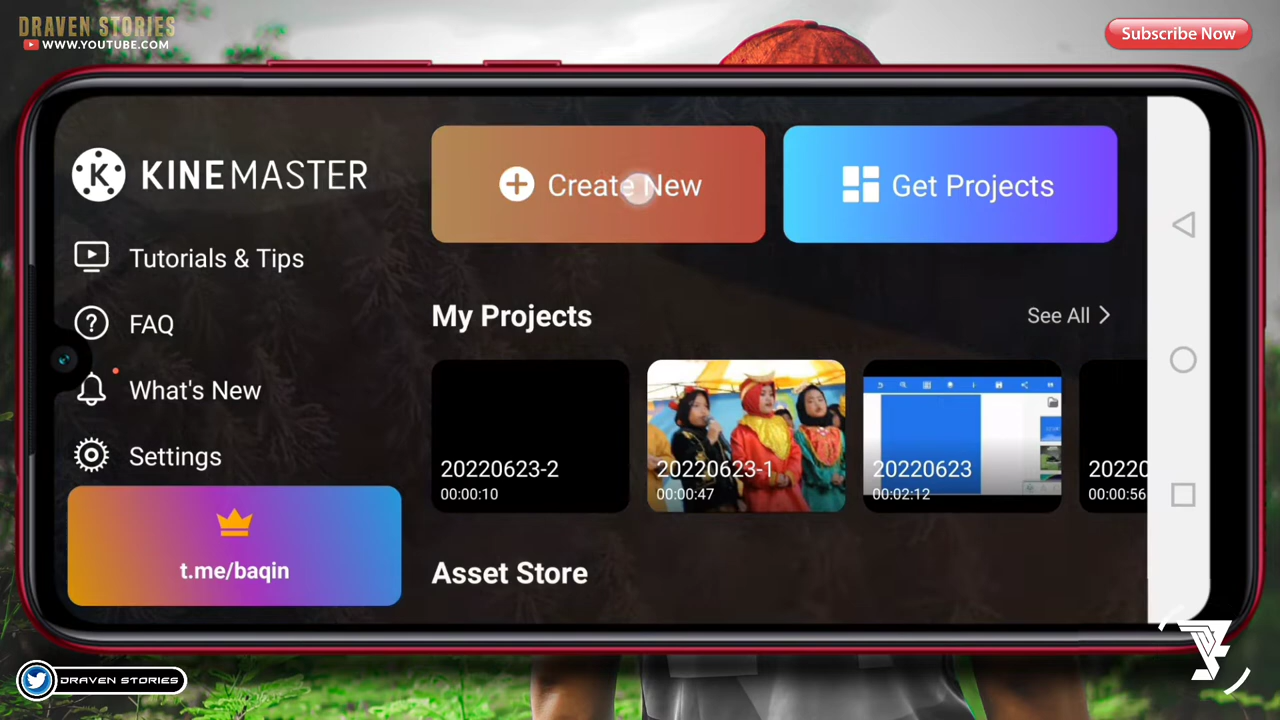 DRAVEN STORIES
WWW.YOUTUBE.COM
Subscribe Now
KINEMASTER
Create New
Get Projects
Tutorials & Tips
FAQ
What's New
Settings
t.me/baqin
My Projects
See All
20220623-2
00:00:10
20220623-1
00:00:47
20220623
00:02:12
20220
00:00:56
Asset Store
DRAVEN STORIES